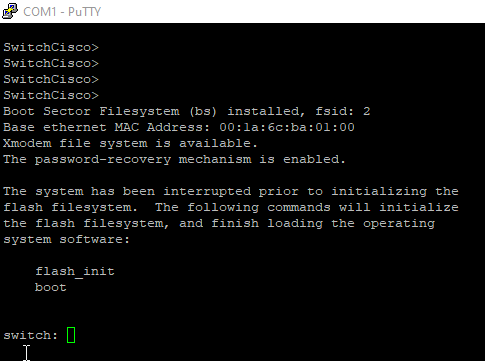 COM1 - PuTTY
SwitchCisco>
SwitchCisco>
SwitchCisco>
SwitchCisco>
Boot Sector Filesystem (bs) installed, fsid: 2
Base ethernet MAC Address: 00:1a:6c:ba:01:00
Xmodem file system is available.
The password-recovery mechanism is enabled.
The system has been interrupted prior to initializing the
flash filesystem.  The following commands will initialize
the flash filesystem, and finish loading the operating
system software:
flash_init
boot
switch: